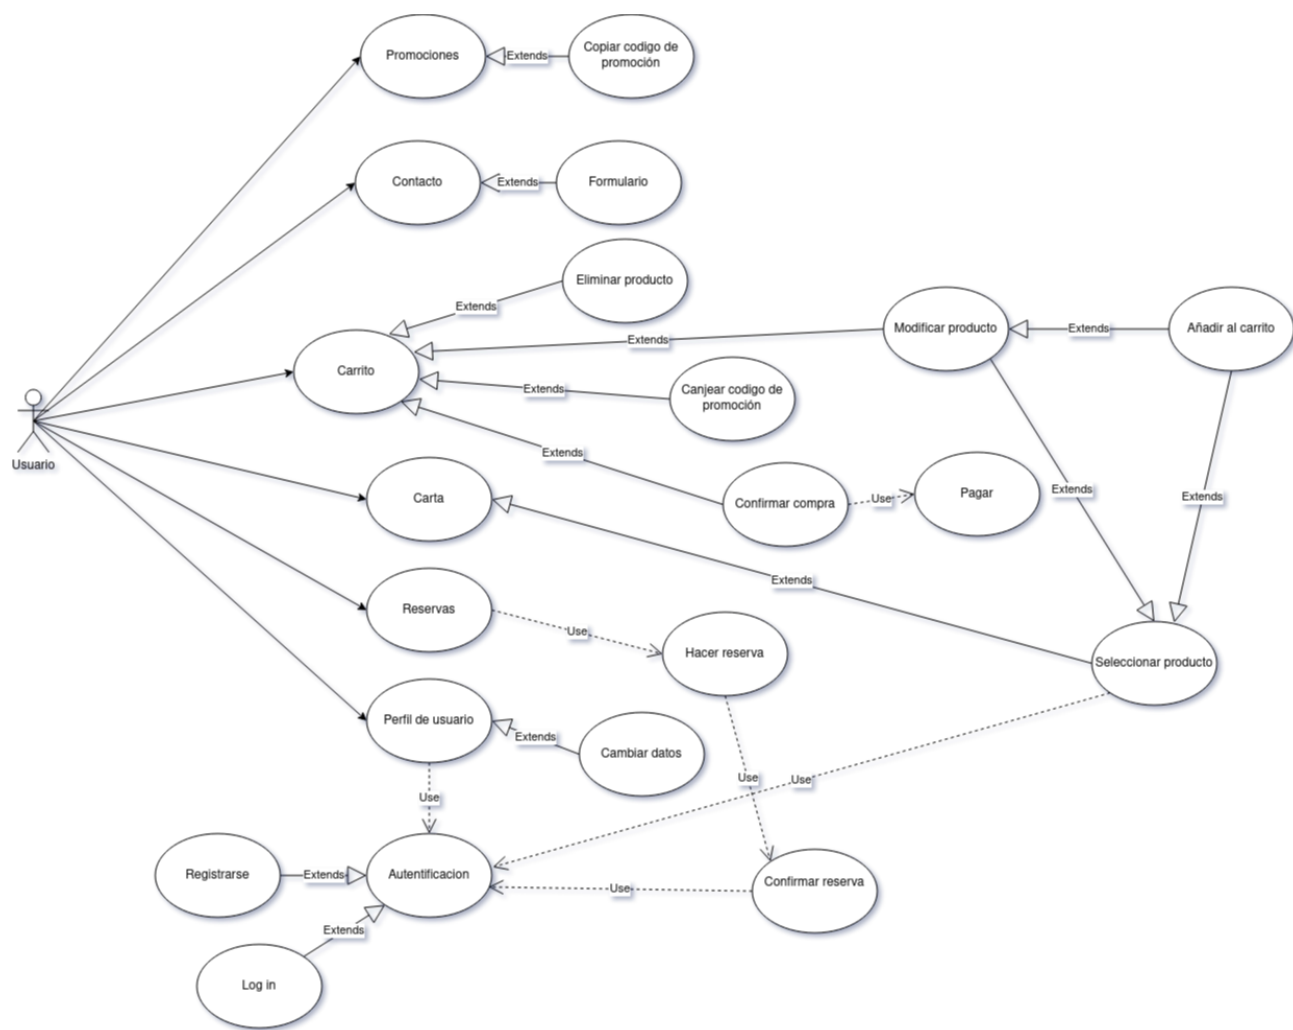 Promociones
Extends
Copiar codigo de
promoción
Contacto
Extends
Formulario
Eliminar producto
Extends
Modificar producto
Extends
Añadir al carrito
Extends
Carrito
Extends
Canjear codigo de
promoción
Usuario
Extends
Carta
Confirmar compra
Use
Pagar
Extends
Extends
Extends
Reservas
Use
Hacer reserva
Seleccionar producto
Perfil de usuario
Extends
Cambiar datos
Use
Use
Use
Registrarse
Extends
Autentificacion
Use
Confirmar reserva
Extends
Log in